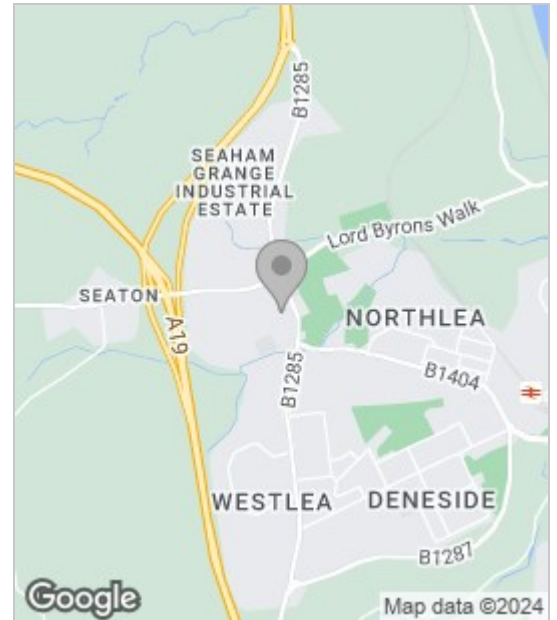 B1285
SEAHAM
GRANGE
INDUSTRIAL
ESTATE
Lord Byrons Walk
SEATON
NORTHLEA
A19
B1285
B1404
WESTLEA
DENESIDE
B1287
Google
Map data ©2024